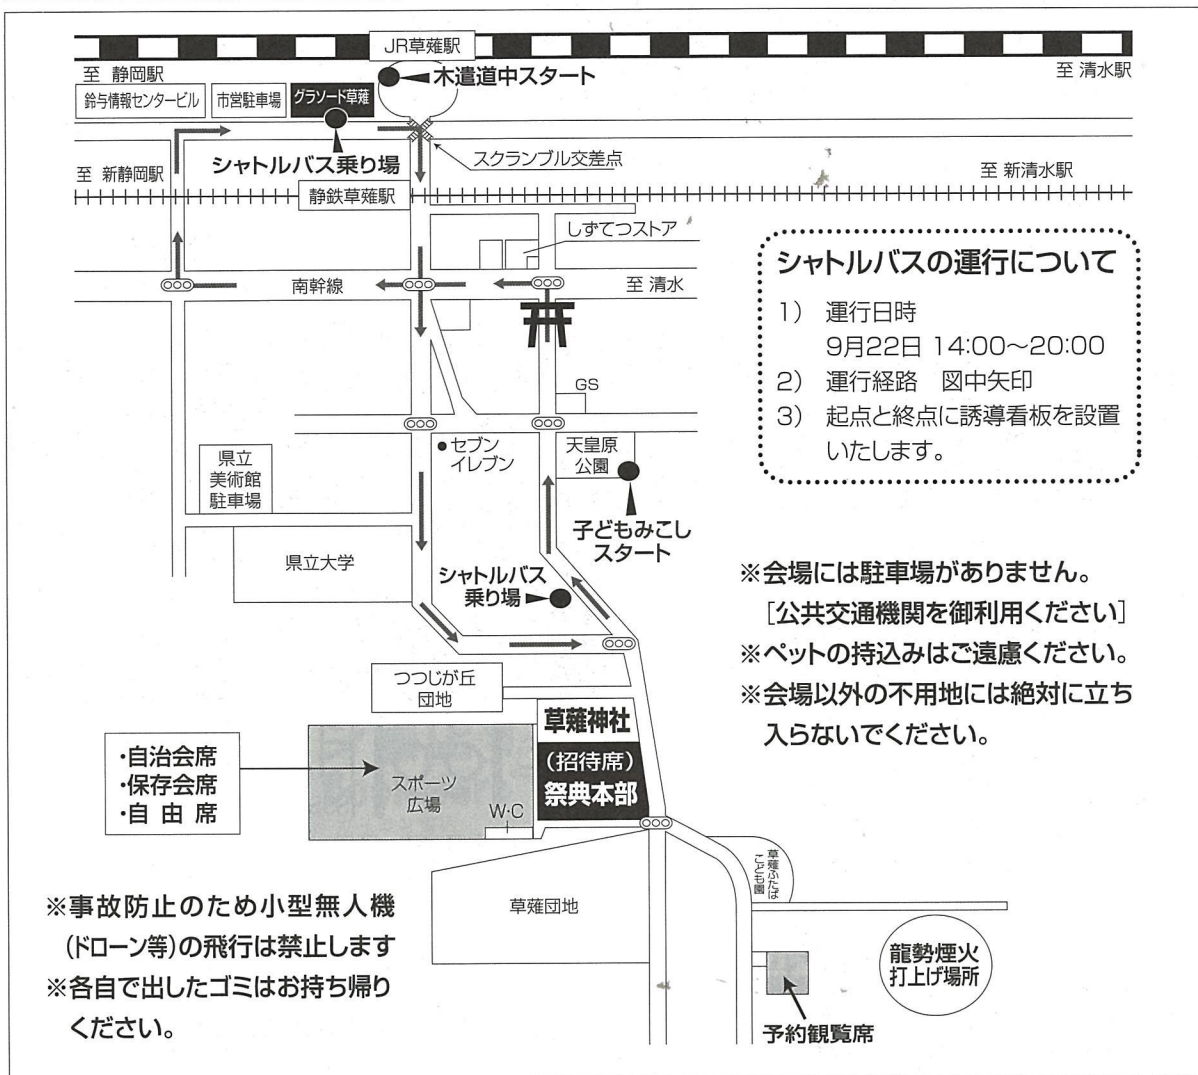 JR草薙駅
至 静岡駅
木遣道中スタート
至 清水駅
鈴与情報センタービル
市営駐車場
グラソード草薙
シャトルバス乗り場
スクランブル交差点
至 新静岡駅
至 新清水駅
静鉄草薙駅
しずてつストア
南幹線
至 清水
シャトルバスの運行について
1) 運行日時
9月22日 14:00〜20:00
2) 運行経路 図中矢印
3) 起点と終点に誘導看板を設置
いたします。
GS
セブン
イレブン
天皇原
公園
県立
美術館
駐車場
子どもみこし
スタート
県立大学
シャトルバス
乗り場
※会場には駐車場がありません。
[公共交通機関を御利用ください]
※ペットの持込みはご遠慮ください。
※会場以外の不用地には絶対に立ち
入らないでください。
つつじが丘
団地
草薙神社
(招待席)
祭典本部
・自治会席
・保存会席
・自由席
スポーツ
広場
W・C
草薙ふたば
こども園
草薙団地
※事故防止のため小型無人機
(ドローン等)の飛行は禁止します
※各自で出したゴミはお持ち帰り
ください。
龍勢煙火
打上げ場所
予約観覧席